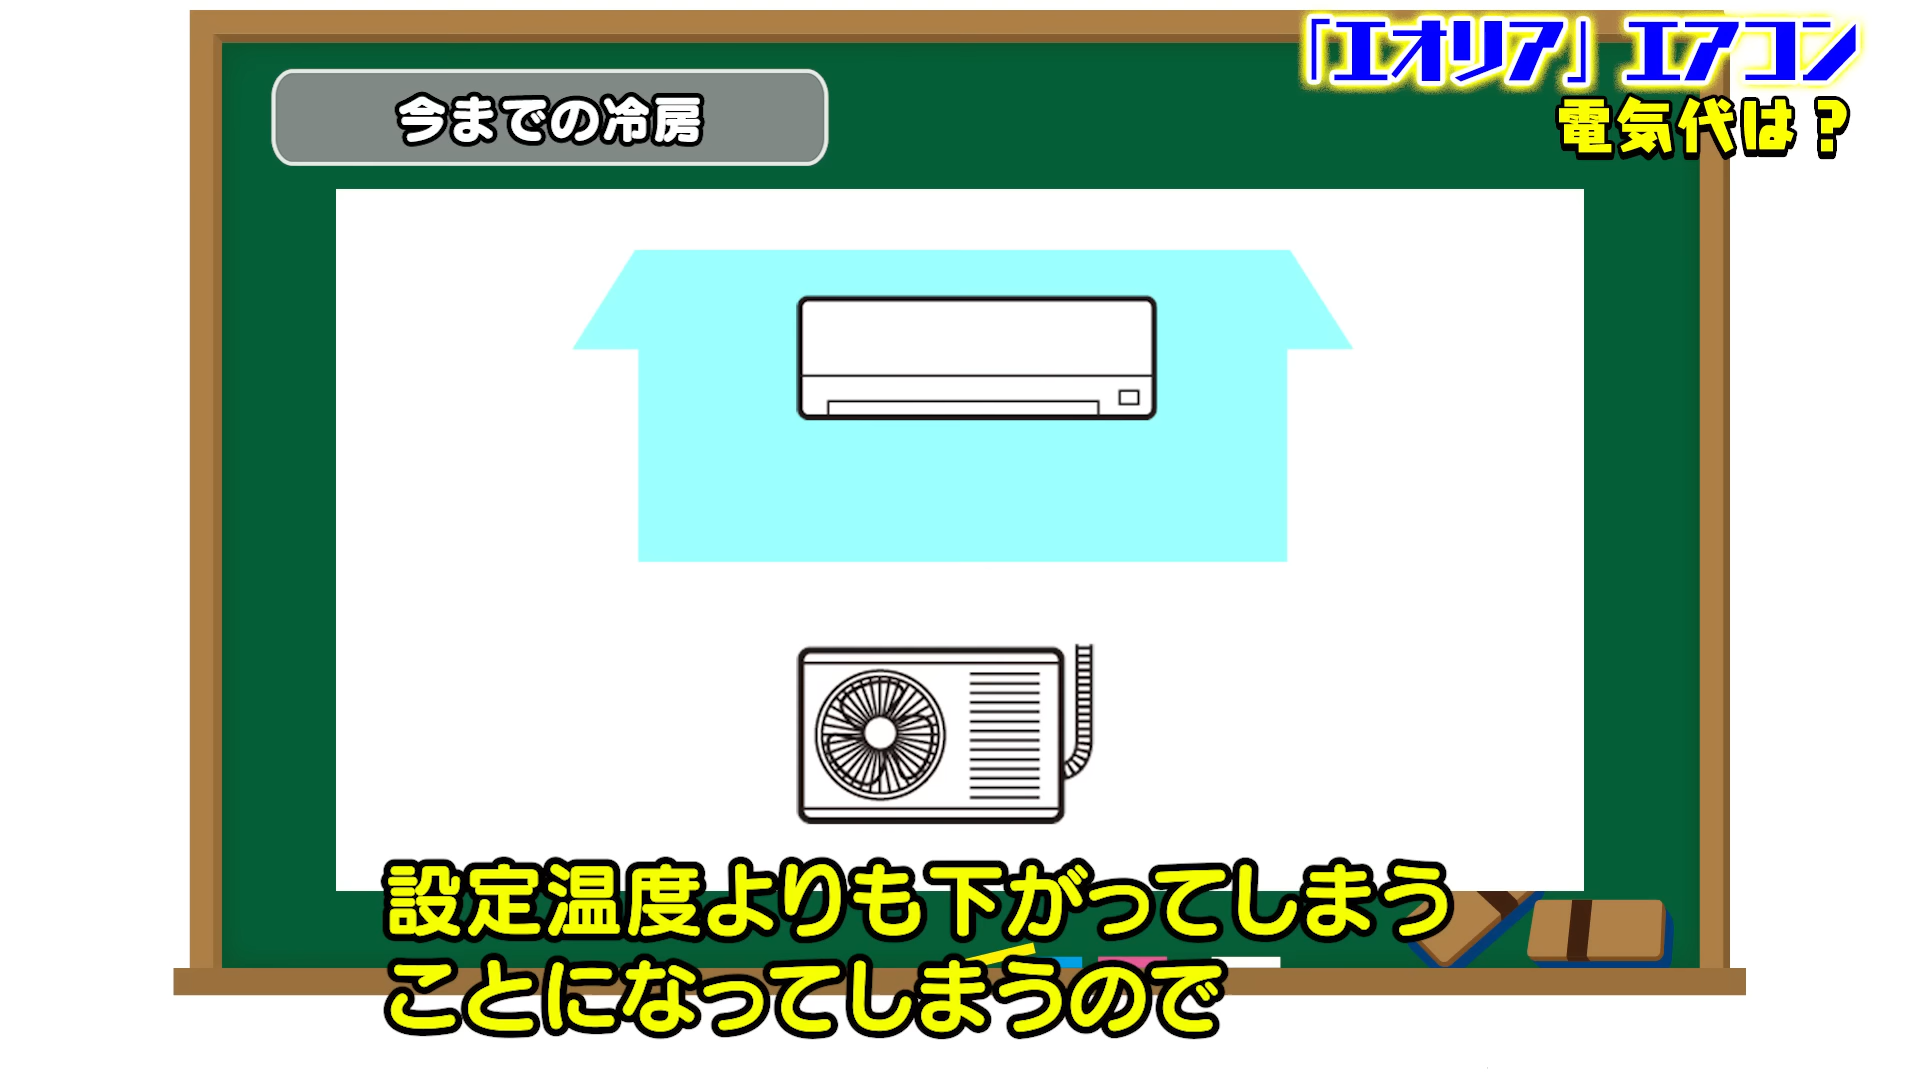 「エオリア」エアコン
電気代は？
今までの冷房
設定温度よりも下がってしまう
ことになってしまうので